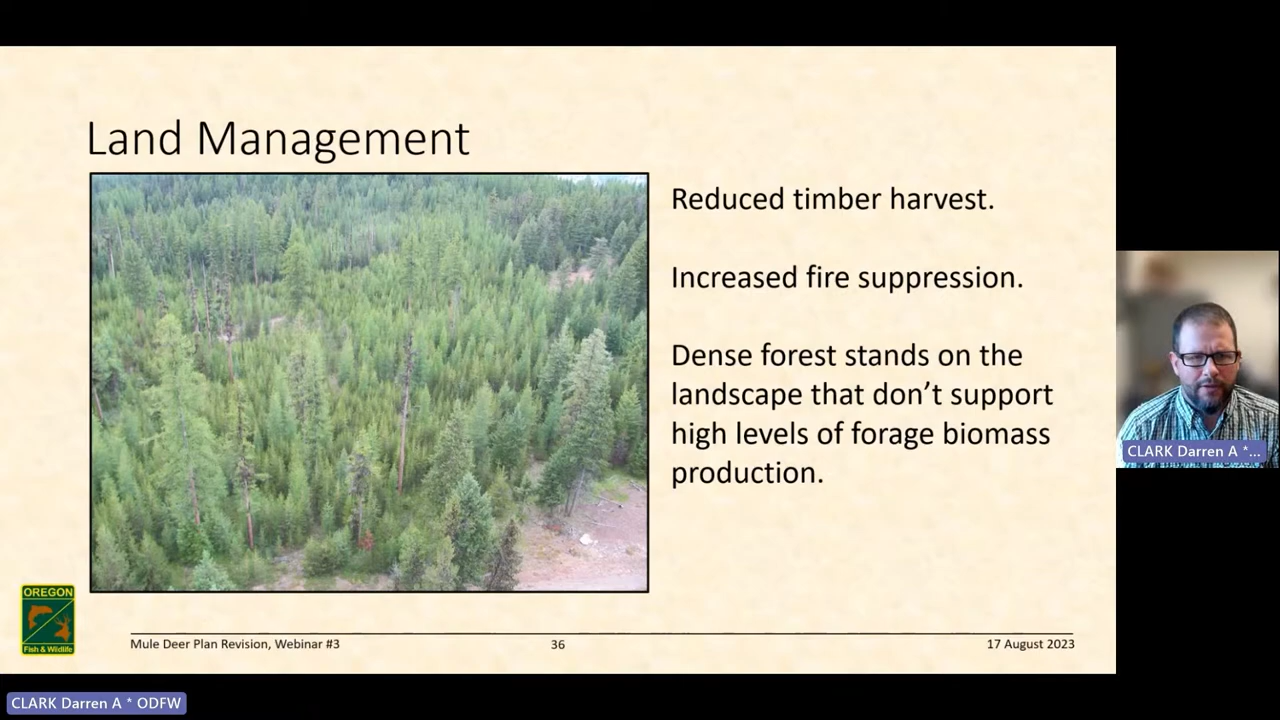 Land Management
Reduced timber harvest.
Increased fire suppression.
Dense forest stands on the
landscape that don’t support
high levels of forage biomass
production.
CLARK Darren A *...
OREGON
Fish & Wildlife
Mule Deer Plan Revision, Webinar #3
36
17 August 2023
CLARK Darren A * ODFW